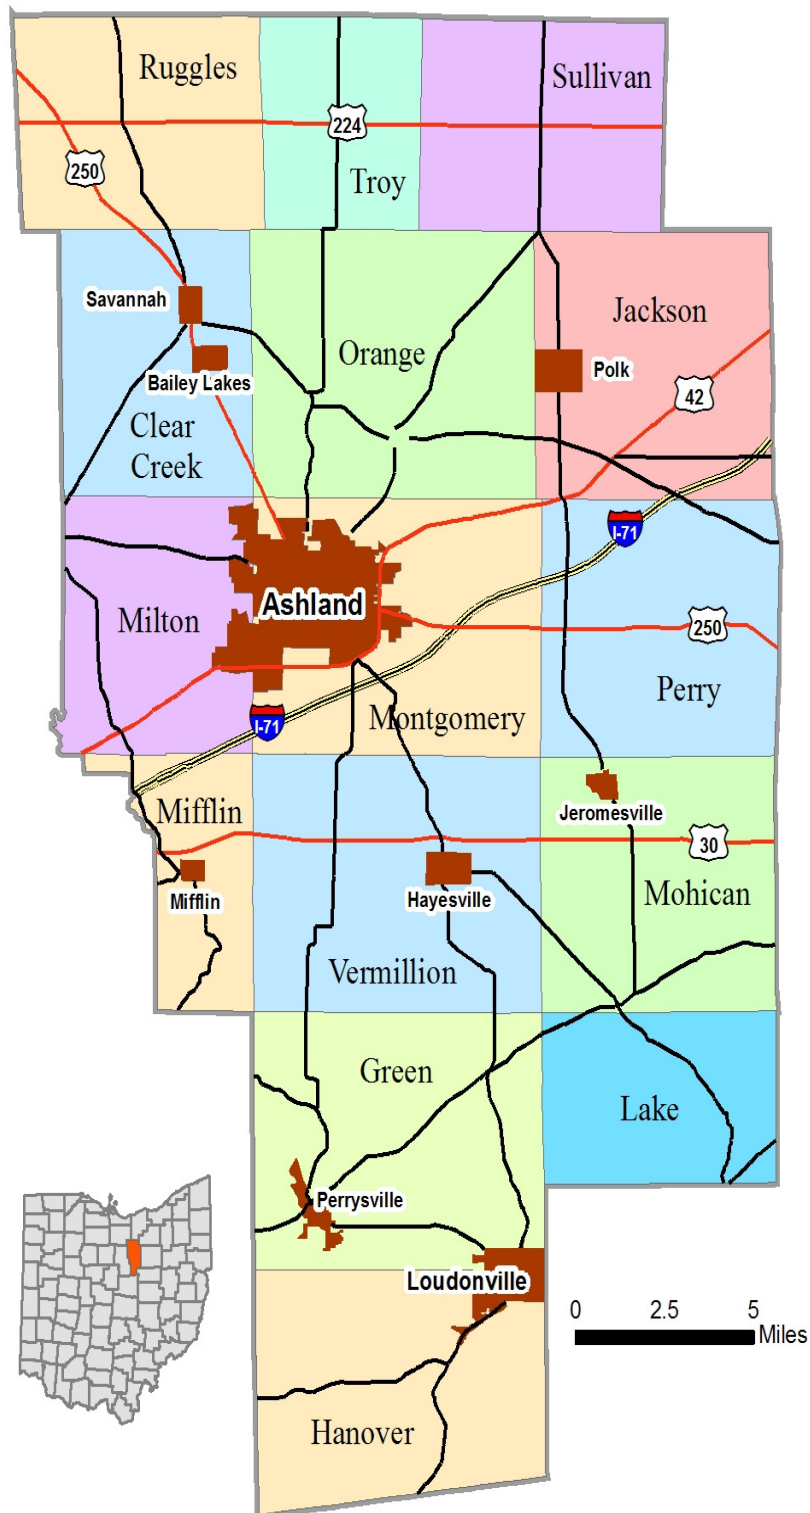 Ruggles
Sullivan
224
250
Troy
Savannah
Jackson
Orange
Bailey Lakes
Polk
42
Clear
Creek
I-71
Ashland
Milton
250
Perry
Montgomery
I-71
Jeromesville
Mifflin
30
Mifflin
Hayesville
Mohican
Vermillion
Green
Lake
Perrysville
Loudonville
0 2.5 5
Miles
Hanover